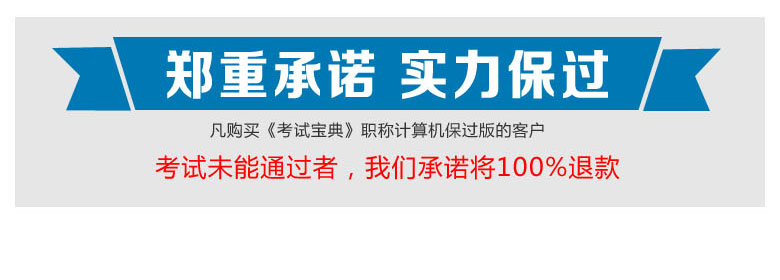 郑重承诺 实力保过
凡购买《考试宝典》职称计算机保过版的客户
考试未能通过者，我们承诺将100%退款